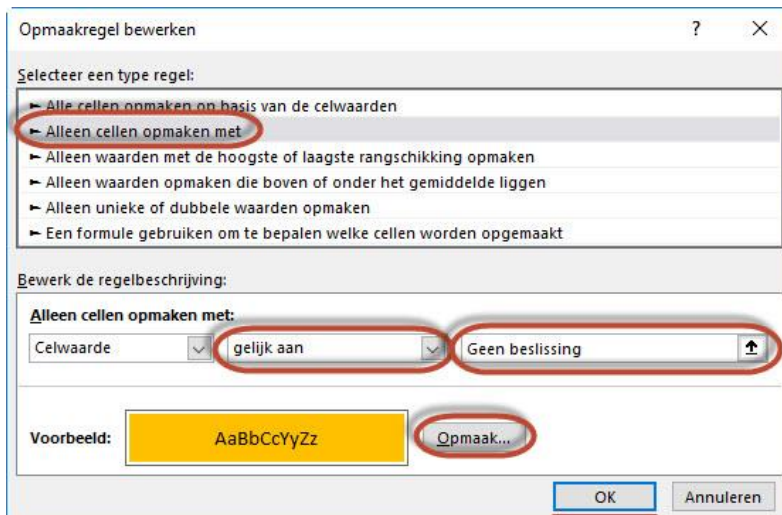 Opmaakregel bewerken ? ×
Selecteer een type regel:
► Alle cellen opmaken op basis van de celwaarden
► Alleen cellen opmaken met
► Alleen waarden met de hoogste of laagste rangschikking opmaken
► Alleen waarden opmaken die boven of onder het gemiddelde liggen
► Alleen unieke of dubbele waarden opmaken
► Een formule gebruiken om te bepalen welke cellen worden opgemaakt
Bewerk de regelbeschrijving:
Alleen cellen opmaken met:
Celwaarde gelijk aan Geen beslissing
Voorbeeld: AaBbCcYyZz Opmaak...
OK Annuleren